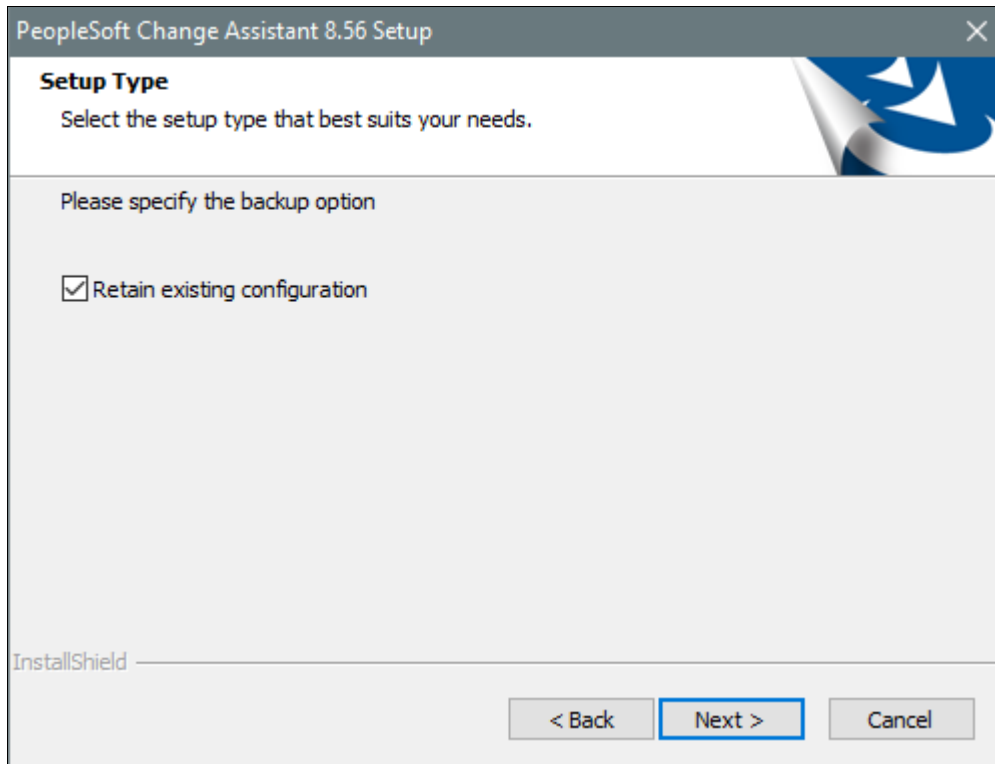 PeopleSoft Change Assistant 8.56 Setup
Setup Type
Select the setup type that best suits your needs.
Please specify the backup option
Retain existing configuration
InstallShield
< Back
Next >
Cancel